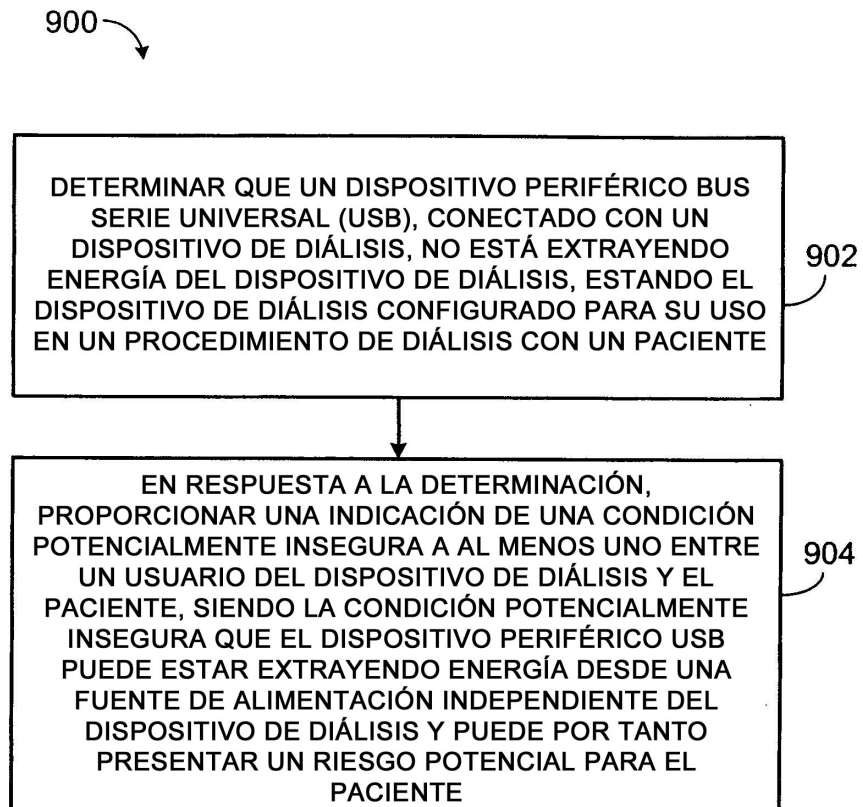 900
DETERMINAR QUE UN DISPOSITIVO PERIFÉRICO BUS
SERIE UNIVERSAL (USB), CONECTADO CON UN
DISPOSITIVO DE DIÁLISIS, NO ESTÁ EXTRAYENDO
ENERGÍA DEL DISPOSITIVO DE DIÁLISIS, ESTANDO EL
DISPOSITIVO DE DIÁLISIS CONFIGURADO PARA SU USO
EN UN PROCEDIMIENTO DE DIÁLISIS CON UN PACIENTE
902
EN RESPUESTA A LA DETERMINACIÓN,
PROPORCIONAR UNA INDICACIÓN DE UNA CONDICIÓN
POTENCIALMENTE INSEGURA A AL MENOS UNO ENTRE
UN USUARIO DEL DISPOSITIVO DE DIÁLISIS Y EL
PACIENTE, SIENDO LA CONDICIÓN POTENCIALMENTE
INSEGURA QUE EL DISPOSITIVO PERIFÉRICO USB
PUEDE ESTAR EXTRAYENDO ENERGÍA DESDE UNA
FUENTE DE ALIMENTACIÓN INDEPENDIENTE DEL
DISPOSITIVO DE DIÁLISIS Y PUEDE POR TANTO
PRESENTAR UN RIESGO POTENCIAL PARA EL
PACIENTE
904